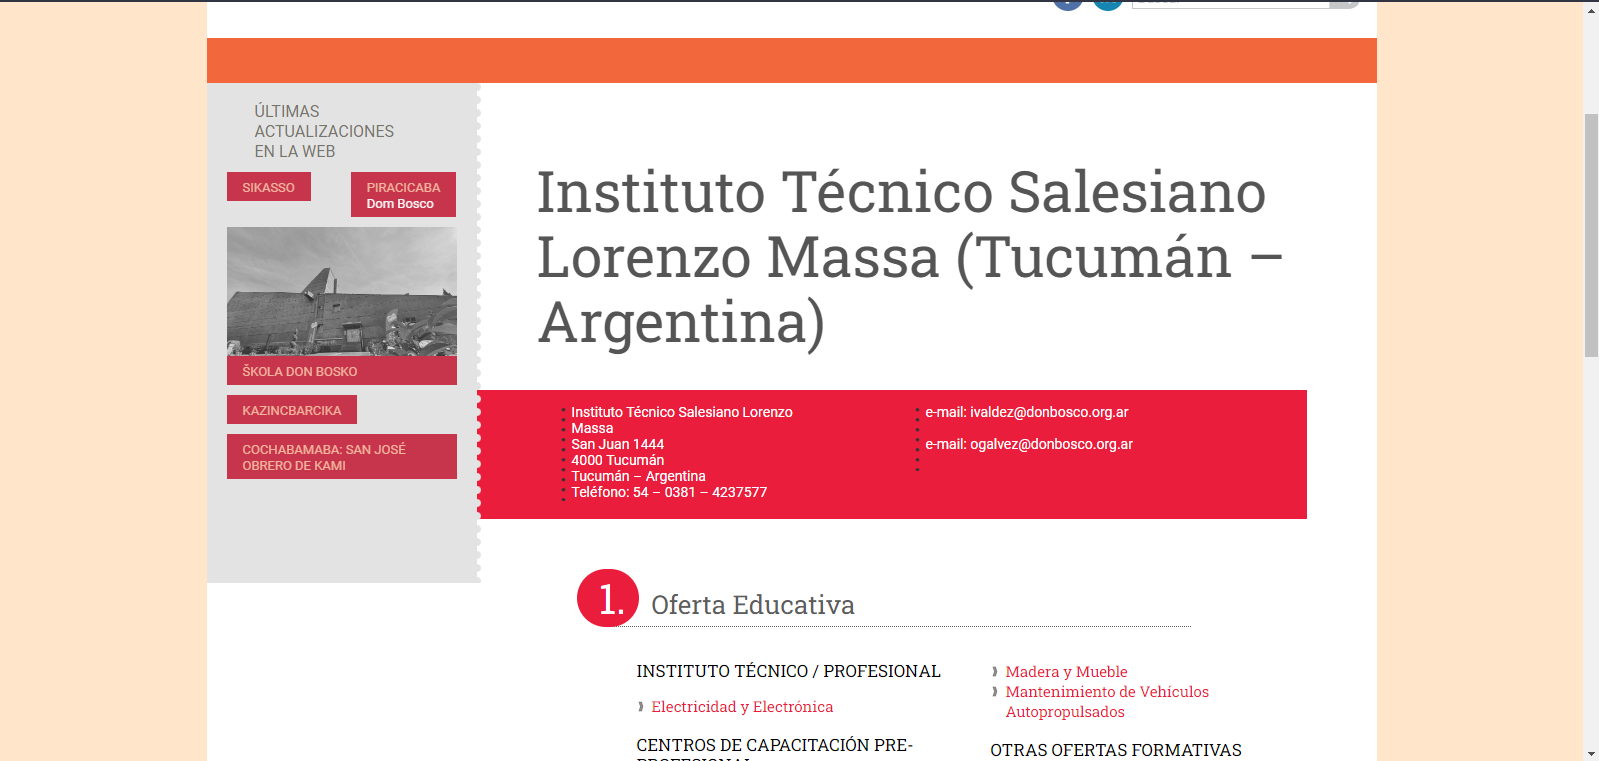 ÚLTIMAS
ACTUALIZACIONES
EN LA WEB
SIKASSO
PIRACICABA
Dom Bosco
ŠKOLA DON BOSKO
KAZINCBARCIKA
COCHABAMABA: SAN JOSÉ
OBRERO DE KAMI
Instituto Técnico Salesiano
Lorenzo Massa (Tucumán –
Argentina)
Instituto Técnico Salesiano Lorenzo
Massa
San Juan 1444
4000 Tucumán
Tucumán – Argentina
Teléfono: 54 – 0381 – 4237577
e-mail: ivaldez@donbosco.org.ar
e-mail: ogalvez@donbosco.org.ar
1. Oferta Educativa
INSTITUTO TÉCNICO / PROFESIONAL
Electricidad y Electrónica
CENTROS DE CAPACITACIÓN PRE-
Madera y Mueble
Mantenimiento de Vehículos
Autopropulsados
OTRAS OFERTAS FORMATIVAS